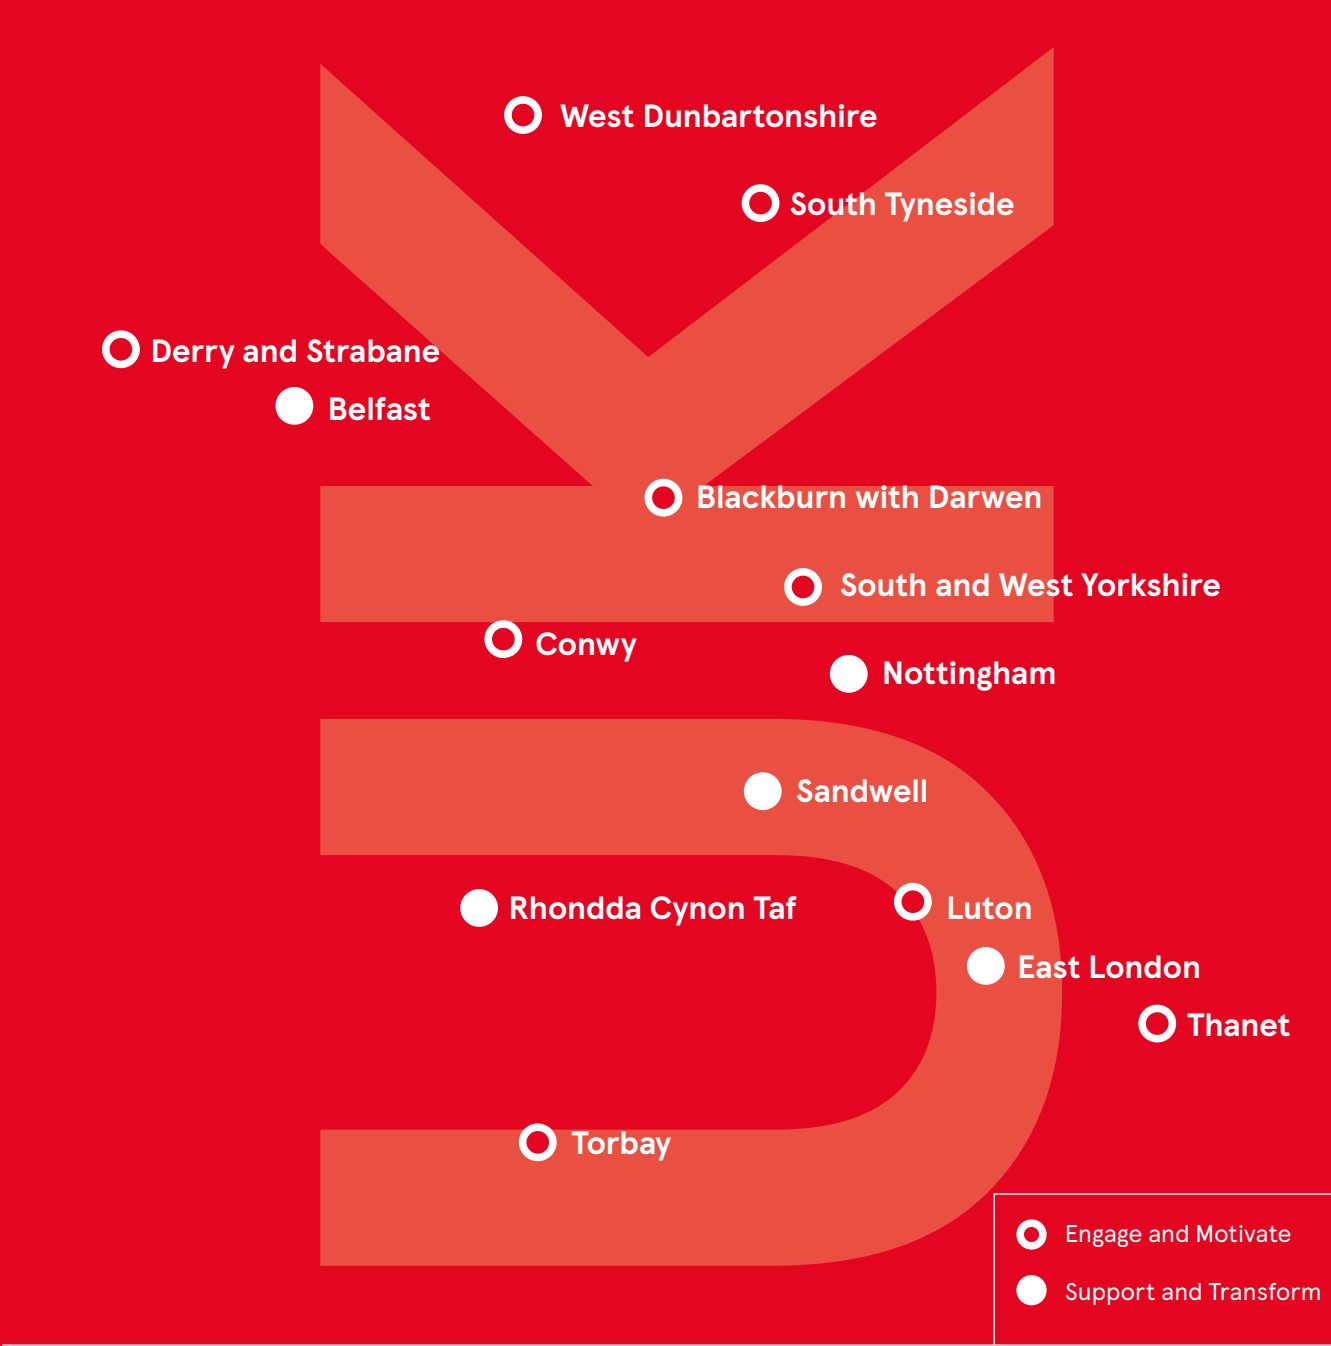 West Dunbartonshire
South Tyneside
Derry and Strabane
Belfast
Blackburn with Darwen
South and West Yorkshire
Conwy
Nottingham
Sandwell
Rhondda Cynon Taf
Luton
East London
Thanet
Torbay
Engage and Motivate
Support and Transform